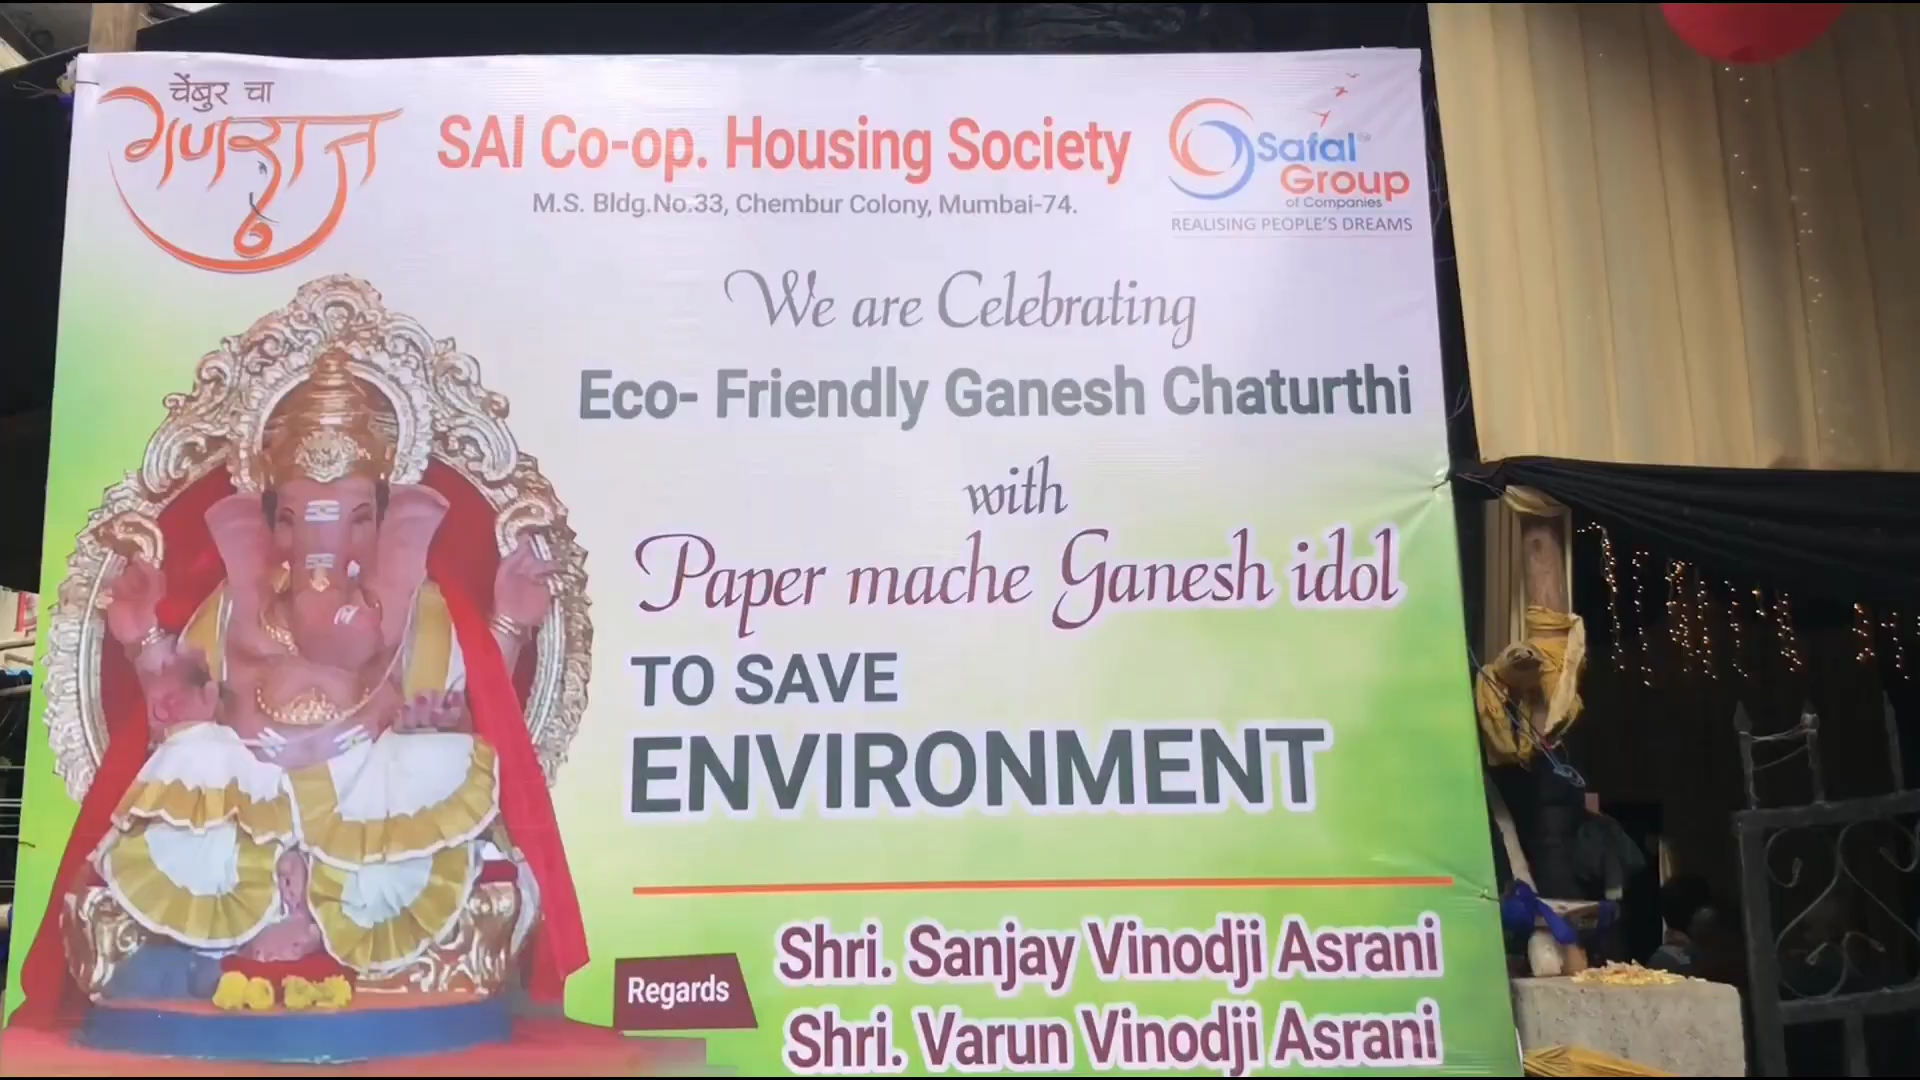 चेंबुर चा
गणराज
SAI Co-op. Housing Society
M.S. Bldg.No.33, Chembur Colony, Mumbai-74.
Safal
Group
of Companies
REALISING PEOPLE'S DREAMS
We are Celebrating
Eco- Friendly Ganesh Chaturthi
with
Paper mache Ganesh idol
TO SAVE
ENVIRONMENT
Regards
Shri. Sanjay Vinodji Asrani
Shri. Varun Vinodji Asrani